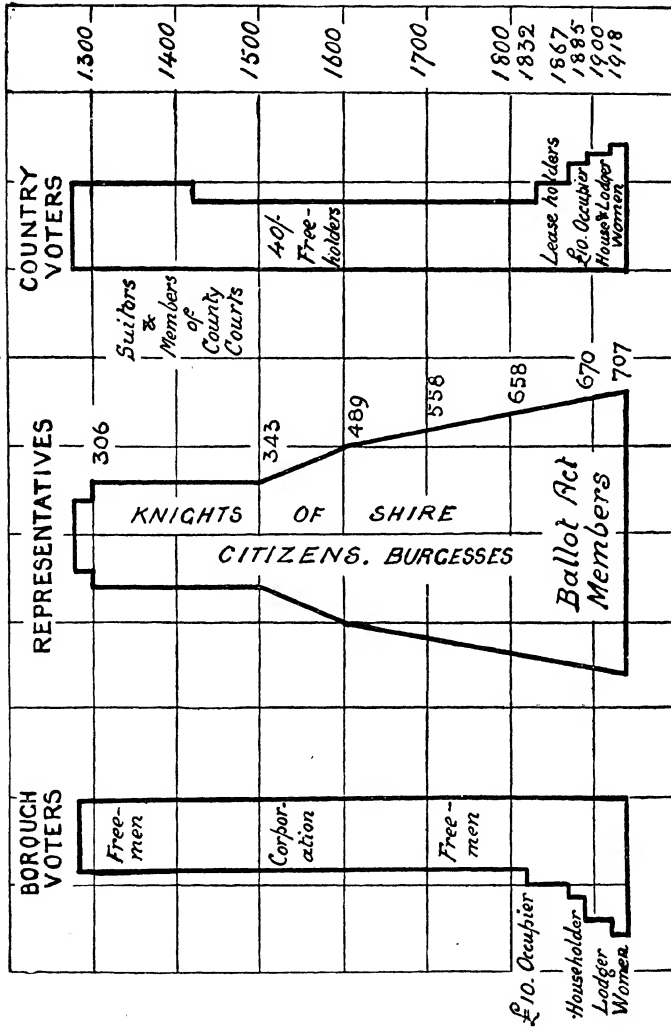 BOROUGH
VOTERS
REPRESENTATIVES
COUNTRY
VOTERS
1300
1400
1500
1600
1700
1800
1832
1867
1885
1900
1918
Free-
men
Corpor-
ation
Free-
men
£10. Occupier
Householder
Lodger
Women
306
343
489
558
658
670
707
KNIGHTS OF SHIRE
CITIZENS. BURGESSES
Ballot Act
Members
Suitors
&
Members
of
County
Courts
40/-
Free-
holders
Lease holders
£10. Occupier
House & Lodger
Women